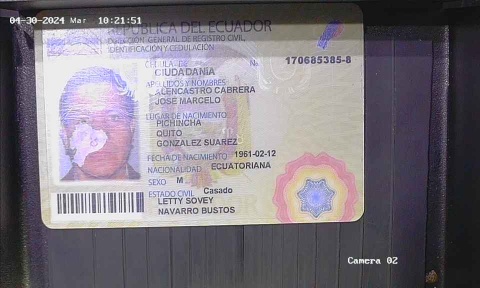 04-30-2024 Mar 10:21:51
REPÚBLICA DEL ECUADOR
DIRECCIÓN GENERAL DE REGISTRO CIVIL,
IDENTIFICACIÓN Y CEDULACIÓN
CÉDULA DE No 170685385-8
CIUDADANÍA
APELLIDOS Y NOMBRES
ALENCASTRO CABRERA
JOSE MARCELO
LUGAR DE NACIMIENTO
PICHINCHA
QUITO
GONZALEZ SUAREZ
FECHA DE NACIMIENTO 1961-02-12
NACIONALIDAD ECUATORIANA
SEXO M
ESTADO CIVIL Casado
LETTY SOVEY
NAVARRO BUSTOS
Camera 02